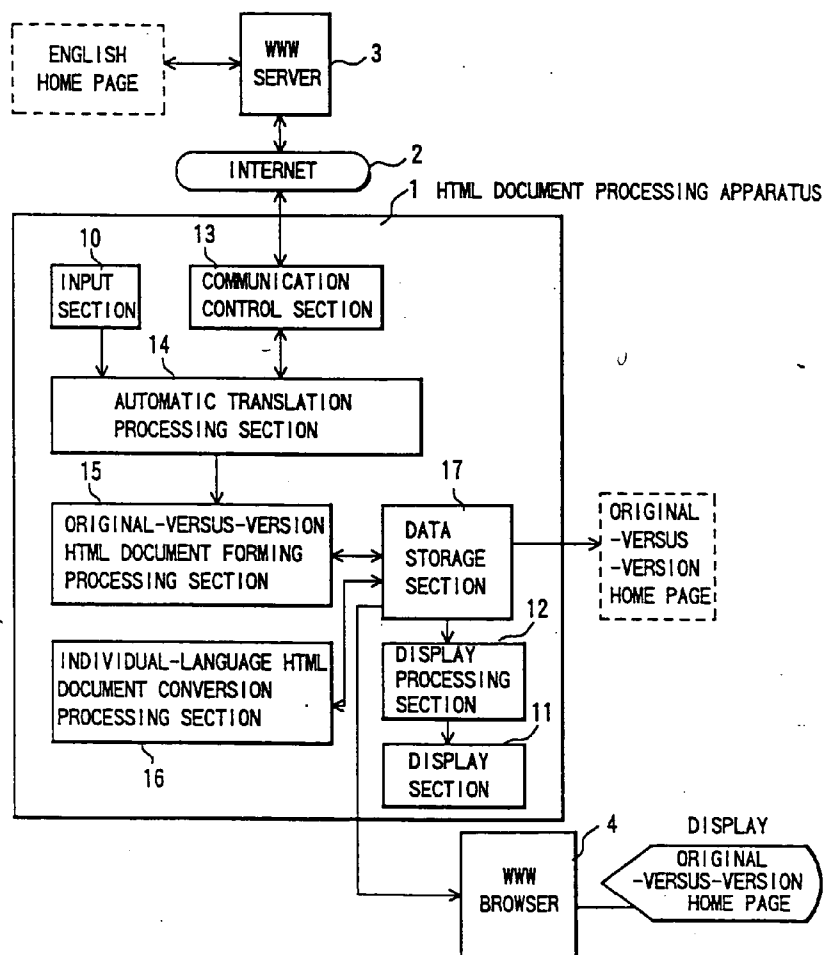 ENGLISH
HOME PAGE
WWW
SERVER
3
INTERNET
2
1 HTML DOCUMENT PROCESSING APPARATUS
10
INPUT
SECTION
13
COMMUNICATION
CONTROL SECTION
14
AUTOMATIC TRANSLATION
PROCESSING SECTION
15
ORIGINAL-VERSUS-VERSION
HTML DOCUMENT FORMING
PROCESSING SECTION
17
DATA
STORAGE
SECTION
ORIGINAL
-VERSUS
-VERSION
HOME PAGE
INDIVIDUAL-LANGUAGE HTML
DOCUMENT CONVERSION
PROCESSING SECTION
16
12
DISPLAY
PROCESSING
SECTION
11
DISPLAY
SECTION
4
WWW
BROWSER
DISPLAY
ORIGINAL
-VERSUS-VERSION
HOME PAGE